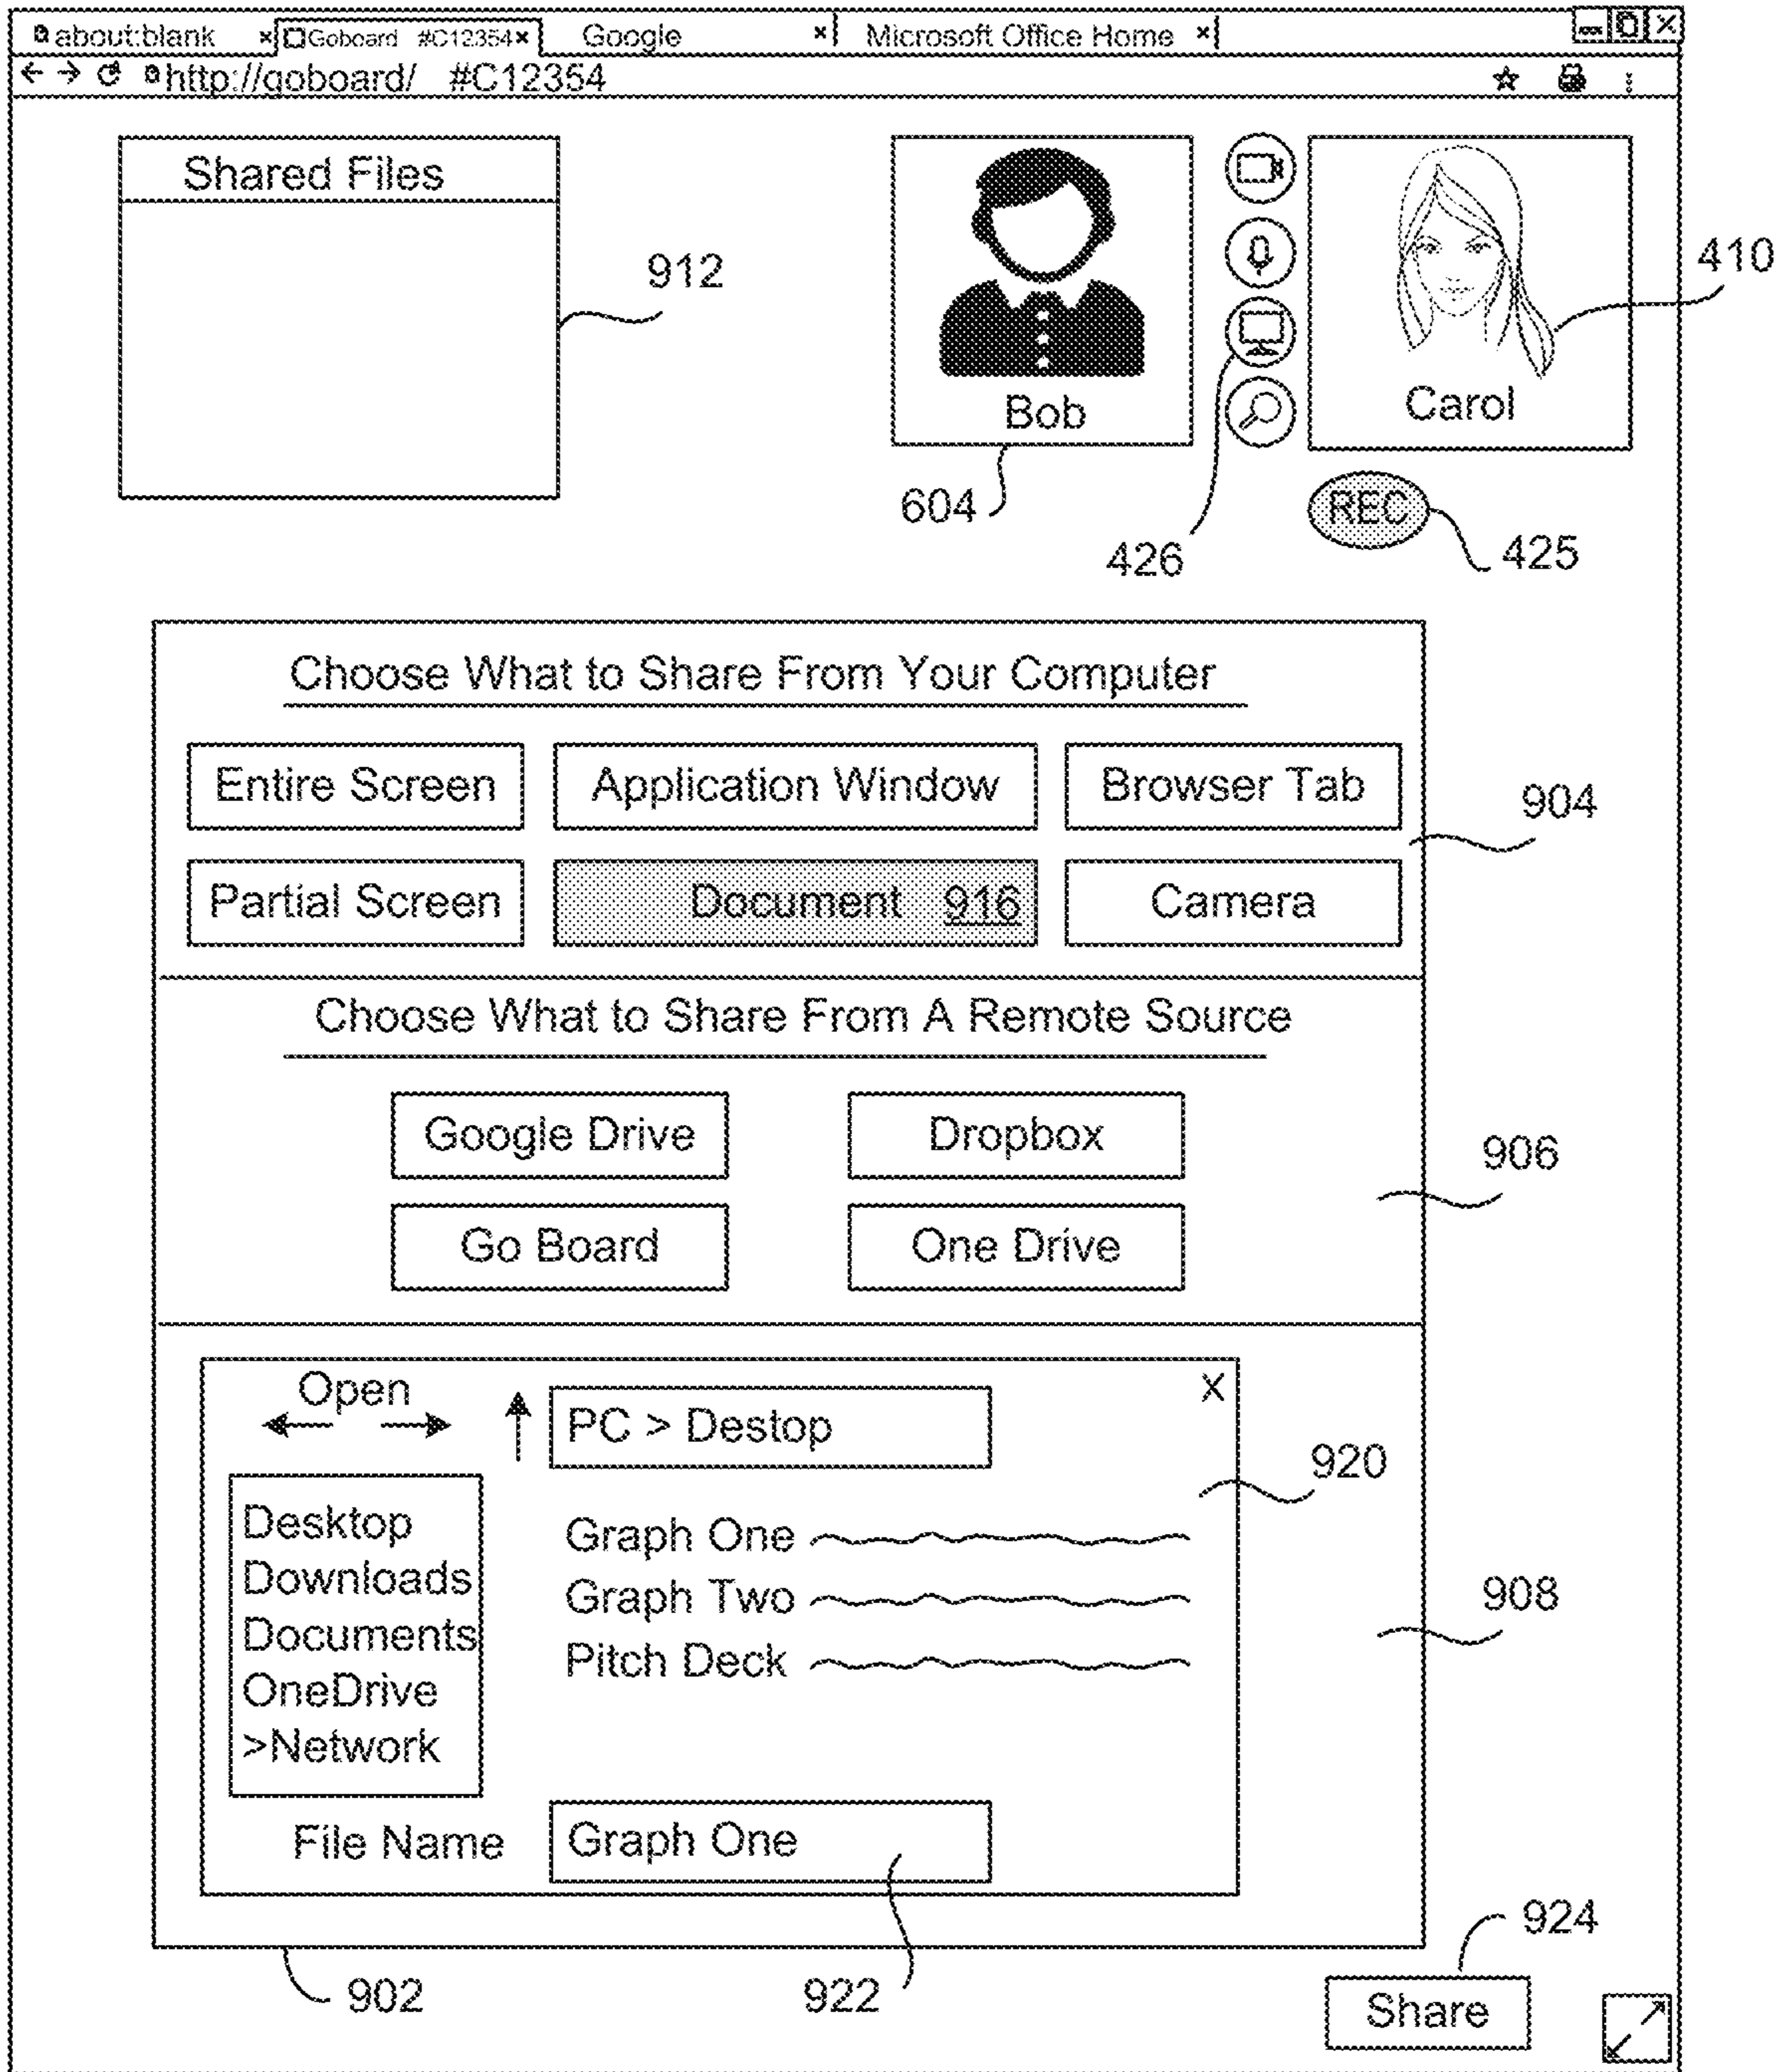 about:blank × Goboard #C12354 × Google × Microsoft Office Home ×
http://goboard/ #C12354
Shared Files
912
Bob
Carol
410
604
426
REC
425
Choose What to Share From Your Computer
Entire Screen Application Window Browser Tab
904
Partial Screen Document 916 Camera
Choose What to Share From A Remote Source
Google Drive Dropbox
906
Go Board One Drive
Open
PC > Destop
X
920
Desktop
Downloads
Documents
OneDrive
>Network
Graph One
Graph Two
Pitch Deck
908
File Name Graph One
924
902
922
Share